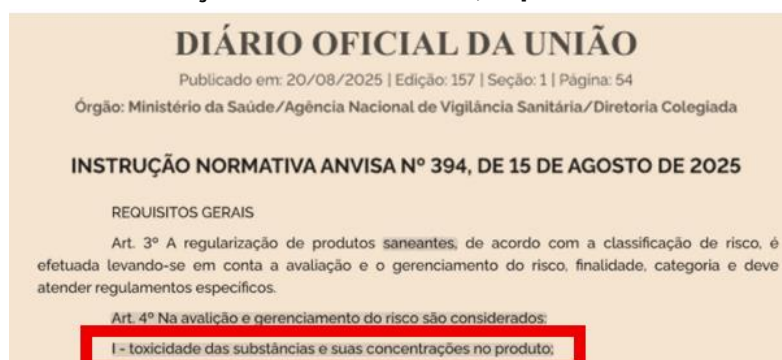 DIÁRIO OFICIAL DA UNIÃO
Publicado em: 20/08/2025 | Edição: 157 | Seção: 1 | Página: 54
Órgão: Ministério da Saúde/Agência Nacional de Vigilância Sanitária/Diretoria Colegiada
INSTRUÇÃO NORMATIVA ANVISA Nº 394, DE 15 DE AGOSTO DE 2025
REQUISITOS GERAIS
Art. 3º A regularização de produtos saneantes, de acordo com a classificação de risco, é
efetuada levando-se em conta a avaliação e o gerenciamento do risco, finalidade, categoria e deve
atender regulamentos específicos.
Art. 4º Na avalição e gerenciamento do risco são considerados:
I - toxicidade das substâncias e suas concentrações no produto;